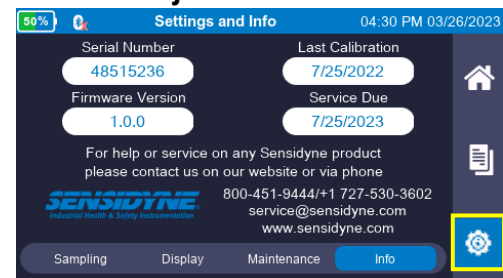 50%
Settings and Info
04:30 PM 03/26/2023
Serial Number
Last Calibration
48515236
7/25/2022
Firmware Version
Service Due
1.0.0
7/25/2023
For help or service on any Sensidyne product
please contact us on our website or via phone
SENSIDYNE
Industrial Health & Safety Instrumentation
800-451-9444/+1 727-530-3602
service@sensidyne.com
www.sensidyne.com
Sampling
Display
Maintenance
Info